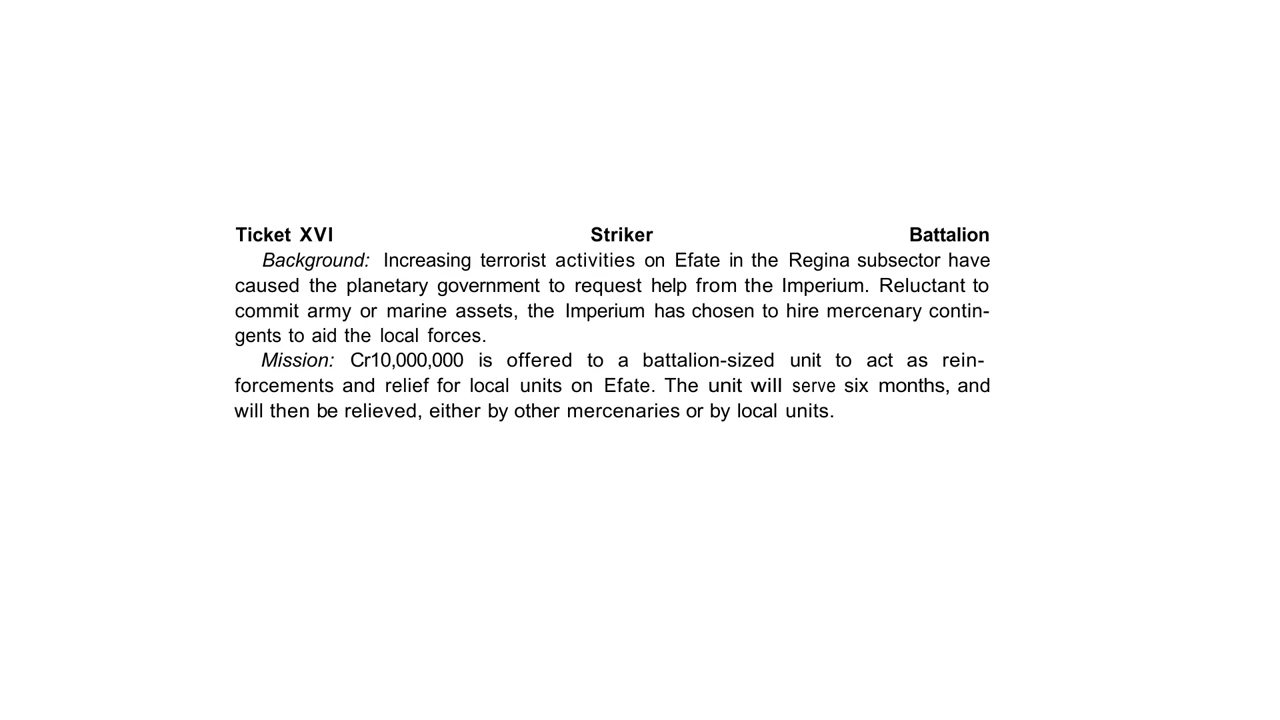 Ticket XVI Striker Battalion
Background: Increasing terrorist activities on Efate in the Regina subsector have
caused the planetary government to request help from the Imperium. Reluctant to
commit army or marine assets, the Imperium has chosen to hire mercenary contin-
gents to aid the local forces.
Mission: Cr10,000,000 is offered to a battalion-sized unit to act as rein-
forcements and relief for local units on Efate. The unit will serve six months, and
will then be relieved, either by other mercenaries or by local units.